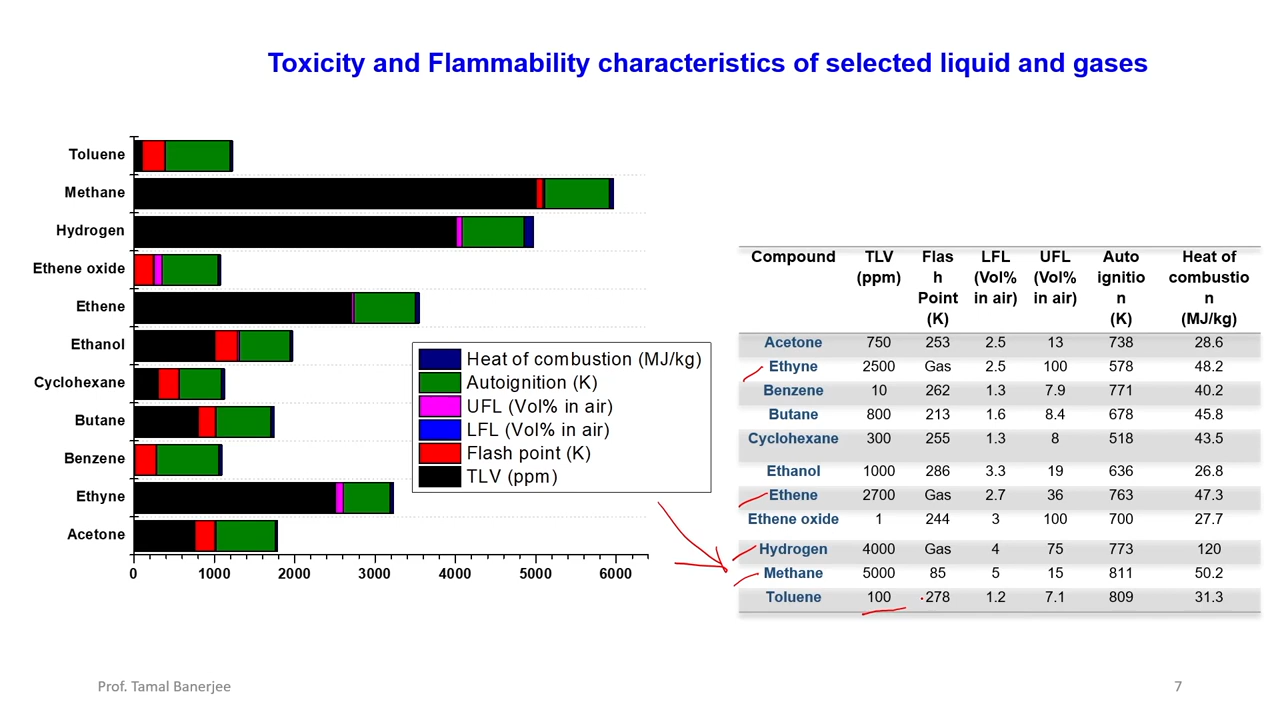 Toxicity and Flammability characteristics of selected liquid and gases
Toluene
Methane
Hydrogen
Ethene oxide
Ethene
Ethanol
Cyclohexane
Butane
Benzene
Ethyne
Acetone
0 1000 2000 3000 4000 5000 6000
Heat of combustion (MJ/kg)
Autoignition (K)
UFL (Vol% in air)
LFL (Vol% in air)
Flash point (K)
TLV (ppm)
Compound TLV Flas LFL UFL Auto Heat of
(ppm) h (Vol% (Vol% ignitio combustio
Point in air) in air) n n
(K) (K) (MJ/kg)
Acetone 750 253 2.5 13 738 28.6
Ethyne 2500 Gas 2.5 100 578 48.2
Benzene 10 262 1.3 7.9 771 40.2
Butane 800 213 1.6 8.4 678 45.8
Cyclohexane 300 255 1.3 8 518 43.5
Ethanol 1000 286 3.3 19 636 26.8
Ethene 2700 Gas 2.7 36 763 47.3
Ethene oxide 1 244 3 100 700 27.7
Hydrogen 4000 Gas 4 75 773 120
Methane 5000 85 5 15 811 50.2
Toluene 100 278 1.2 7.1 809 31.3
Prof. Tamal Banerjee
7